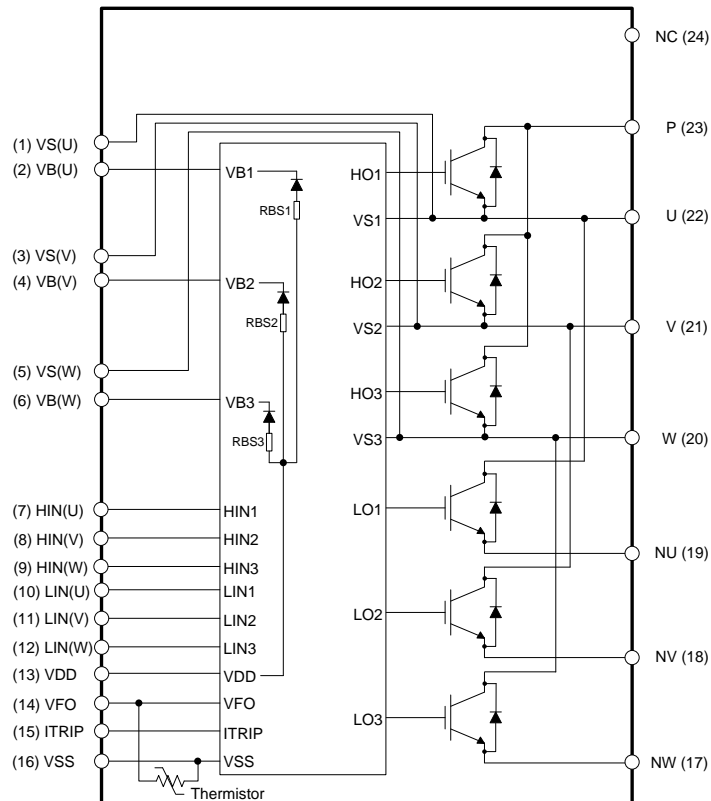 NC (24)
(1) VS(U)
(2) VB(U)
(3) VS(V)
(4) VB(V)
(5) VS(W)
(6) VB(W)
(7) HIN(U)
(8) HIN(V)
(9) HIN(W)
(10) LIN(U)
(11) LIN(V)
(12) LIN(W)
(13) VDD
(14) VFO
(15) ITRIP
(16) VSS
VB1
RBS1
VB2
RBS2
VB3
RBS3
HIN1
HIN2
HIN3
LIN1
LIN2
LIN3
VDD
VFO
ITRIP
VSS
Thermistor
HO1
VS1
HO2
VS2
HO3
VS3
LO1
LO2
LO3
P (23)
U (22)
V (21)
W (20)
NU (19)
NV (18)
NW (17)